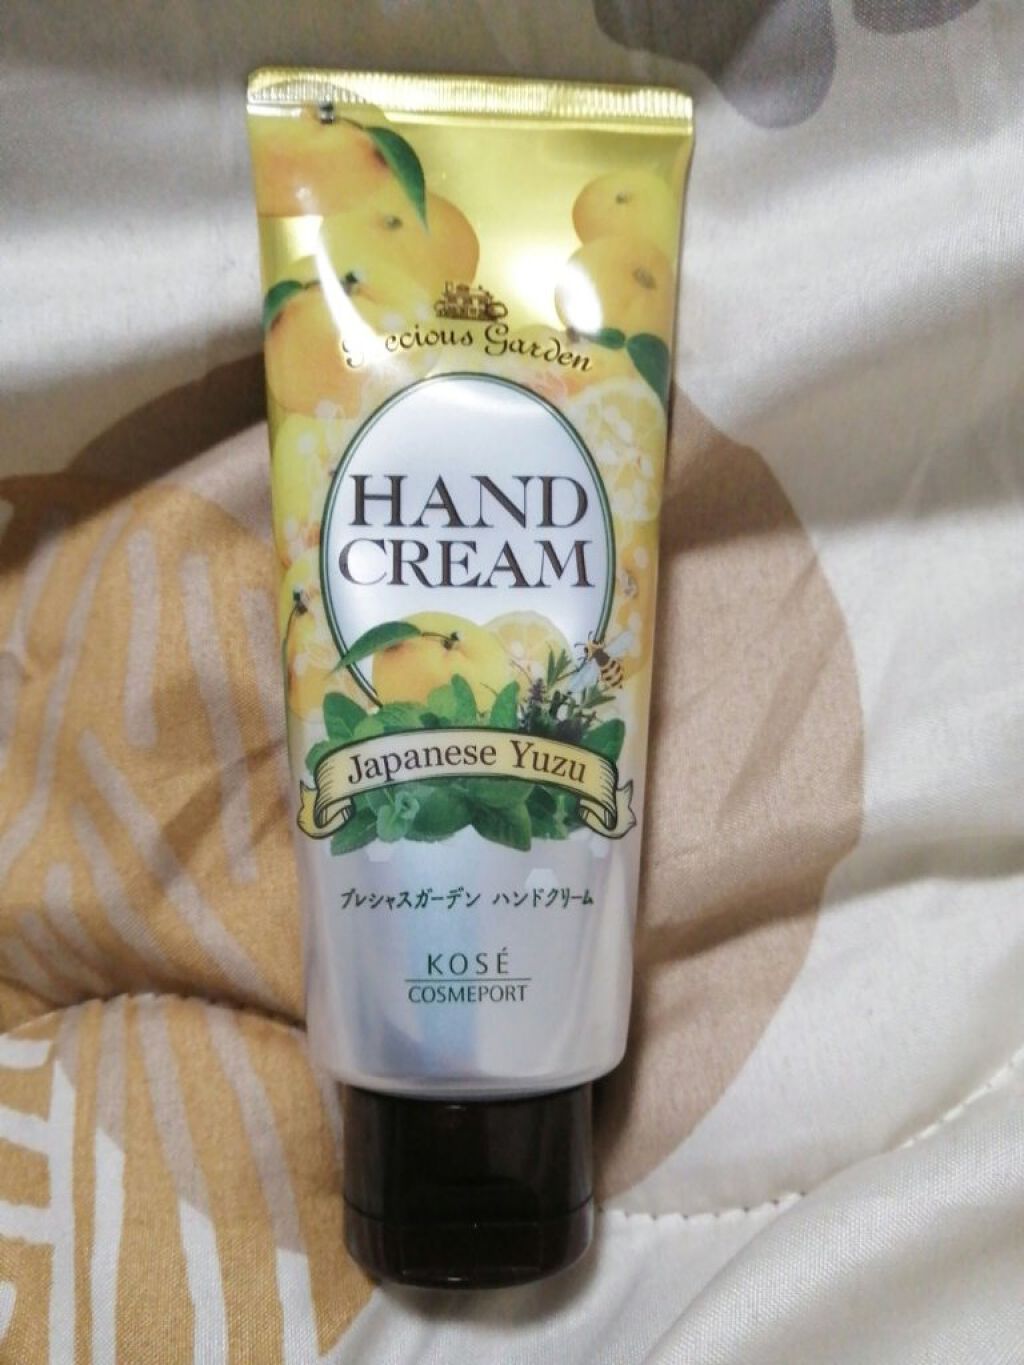 Precious Garden
HAND
CREAM
Japanese Yuzu
プレシャスガーデン ハンドクリーム
KOSÉ
COSMEPORT